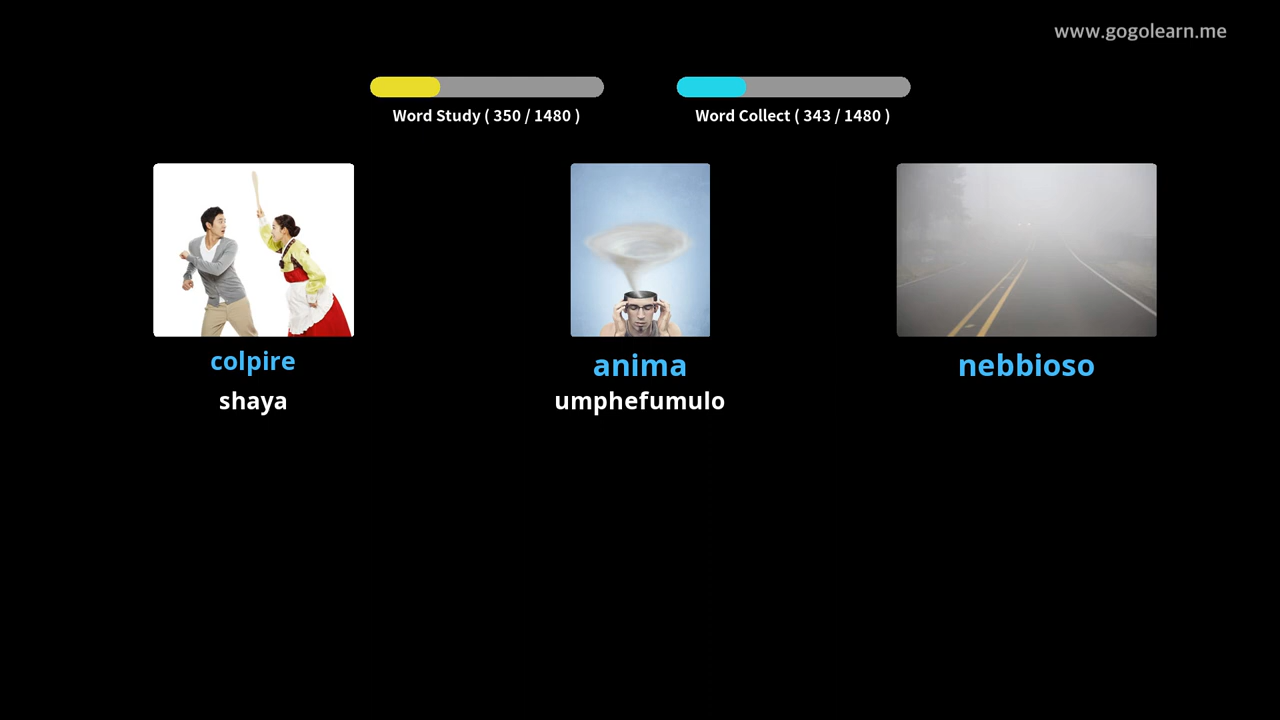 www.gogolearn.me
Word Study ( 350 / 1480 )
Word Collect ( 343 / 1480 )
colpire
anima
nebbioso
shaya
umphefumulo